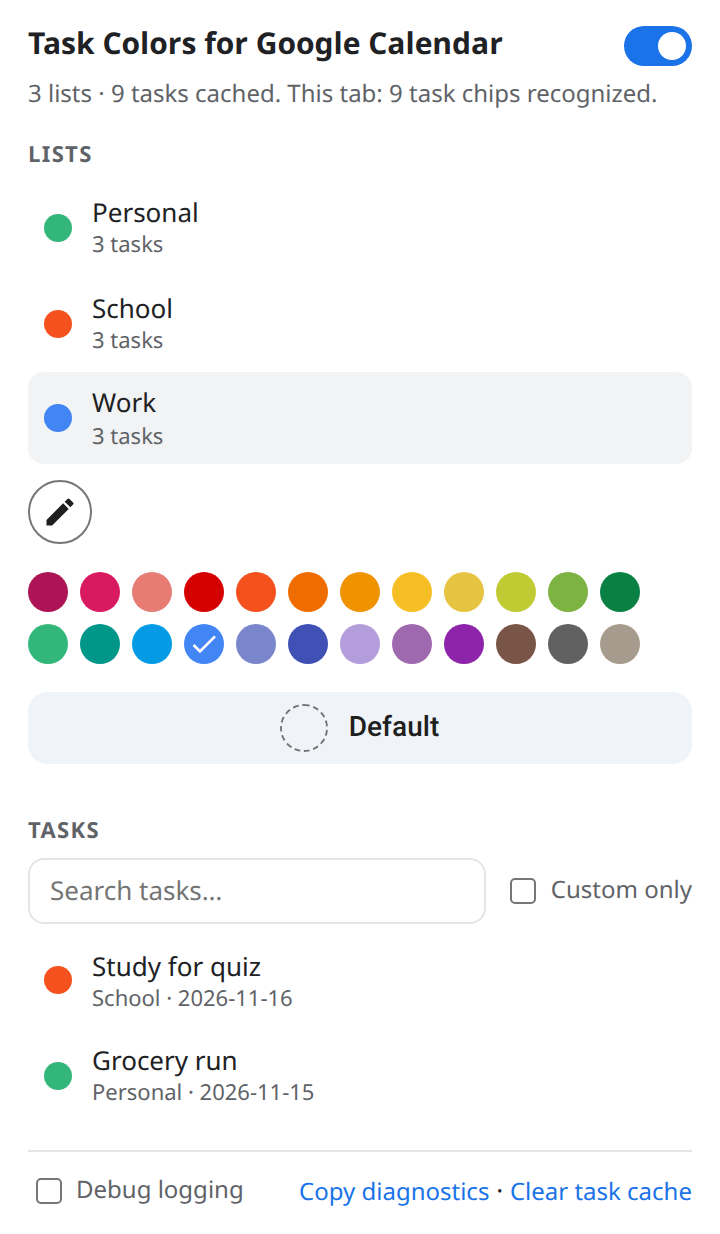 Task Colors for Google Calendar
3 lists · 9 tasks cached. This tab: 9 task chips recognized.
LISTS
Personal
3 tasks
School
3 tasks
Work
3 tasks
Default
TASKS
Search tasks...
Custom only
Study for quiz
School · 2026-11-16
Grocery run
Personal · 2026-11-15
Debug logging
Copy diagnostics · Clear task cache